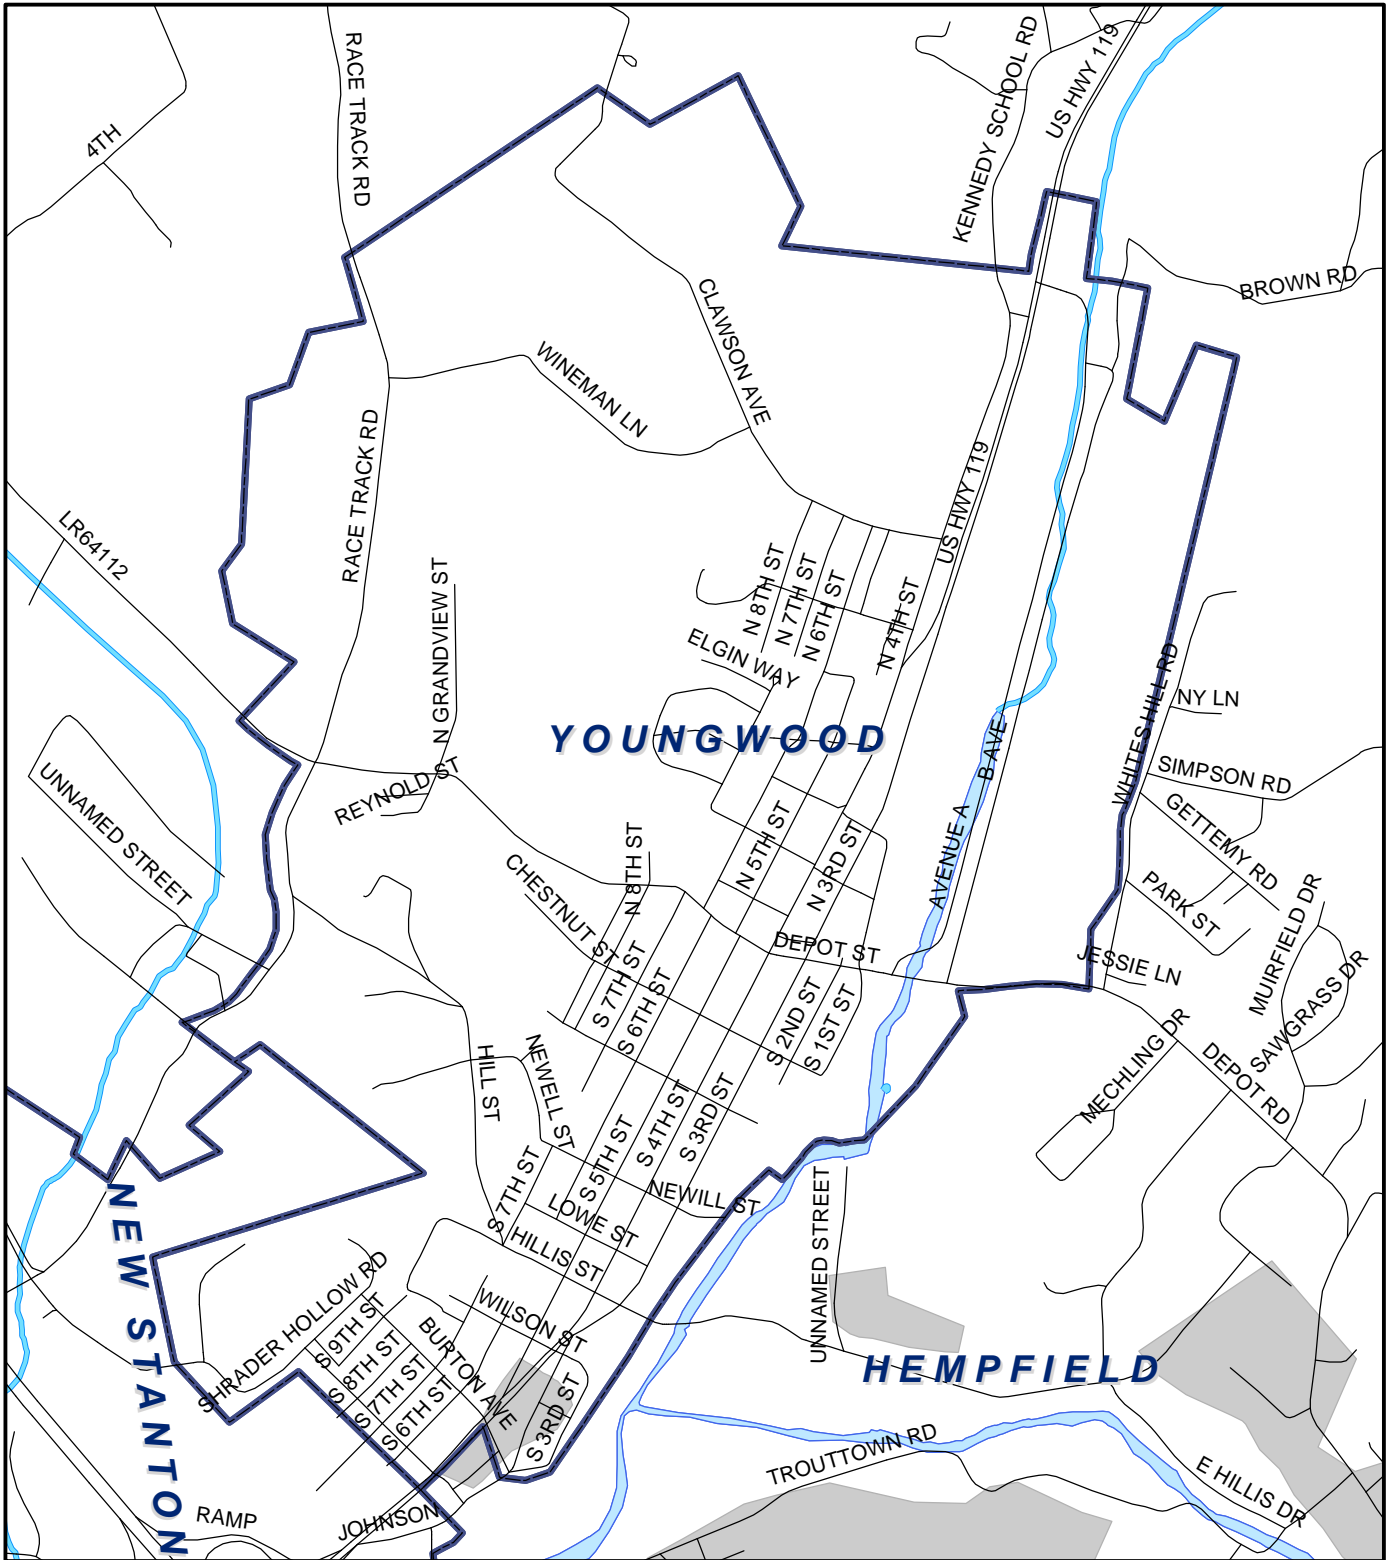 RACE TRACK RD
KENNEDY SCHOOL RD
US HWY 119
4TH
BROWN RD
CLAWSON AVE
WINEMAN LN
RACE TRACK RD
US HWY 119
LR64112
N GRANDVIEW ST
N 8TH ST
N 7TH ST
N 6TH ST
N 4TH ST
ELGIN WAY
WHITES HILL RD
NY LN
YOUNGWOOD
B AVE
SIMPSON RD
REYNOLD ST
UNNAMED STREET
GETTEMY RD
AVENUE A
N 5TH ST
N 3RD ST
N 8TH ST
CHESTNUT ST
PARK ST
MUIRFIELD DR
DEPOT ST
JESSIE LN
SAWGRASS DR
S 7TH ST
S 6TH ST
S 2ND ST
S 1ST ST
MECHLING DR
DEPOT RD
HILL ST
NEWELL ST
S 5TH ST
S 4TH ST
S 3RD ST
S 7TH ST
NEWILL ST
LOWE ST
HILLIS ST
UNNAMED STREET
NEW STANTON
SHRADER HOLLOW RD
WILSON ST
BURTON AVE
S 9TH ST
S 8TH ST
S 7TH ST
S 6TH ST
S 3RD ST
HEMPFIELD
TROUTTOWN RD
E HILLIS DR
RAMP
JOHNSON